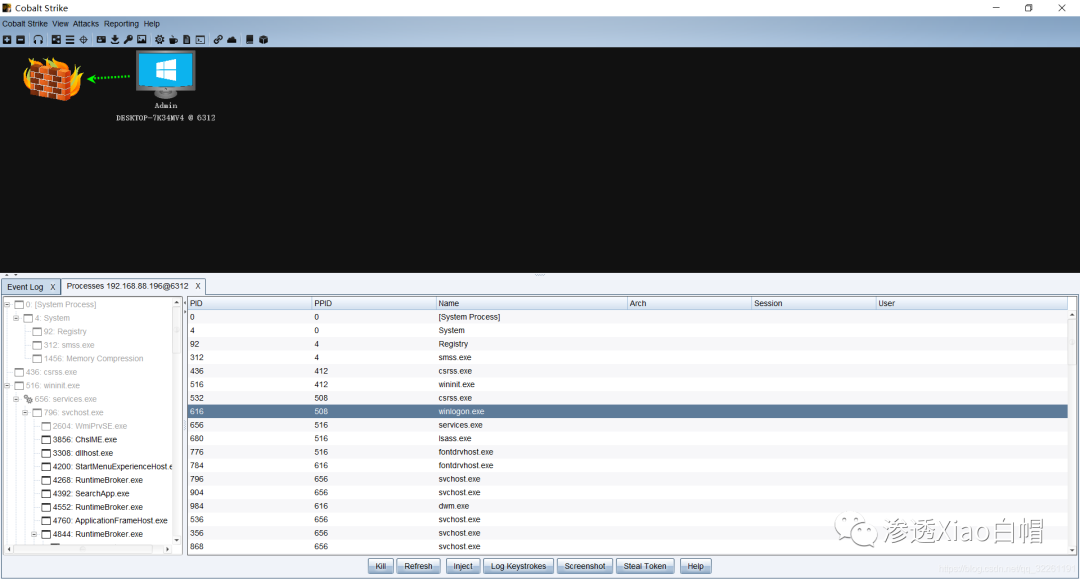 Cobalt Strike
Cobalt Strike View Attacks Reporting Help
Admin
DESKTOP-7K34MV4 @ 6312
Event Log X Processes 192.168.88.196@6312 X
0: [System Process]
4: System
92: Registry
312: smss.exe
1456: Memory Compression
436: csrss.exe
516: wininit.exe
656: services.exe
796: svchost.exe
2604: WmiPrvSE.exe
3856: ChsIME.exe
3308: dllhost.exe
4200: StartMenuExperienceHost.e
4268: RuntimeBroker.exe
4392: SearchApp.exe
4552: RuntimeBroker.exe
4760: ApplicationFrameHost.exe
4844: RuntimeBroker.exe
PID PPID Name Arch Session User
0 0 [System Process]
4 0 System
92 4 Registry
312 4 smss.exe
436 412 csrss.exe
516 412 wininit.exe
532 508 csrss.exe
616 508 winlogon.exe
656 516 services.exe
680 516 lsass.exe
776 516 fontdrvhost.exe
784 616 fontdrvhost.exe
796 656 svchost.exe
904 656 svchost.exe
984 616 dwm.exe
536 656 svchost.exe
356 656 svchost.exe
868 656 svchost.exe
渗透Xiao白帽
Kill Refresh Inject Log Keystrokes Screenshot Steal Token Help